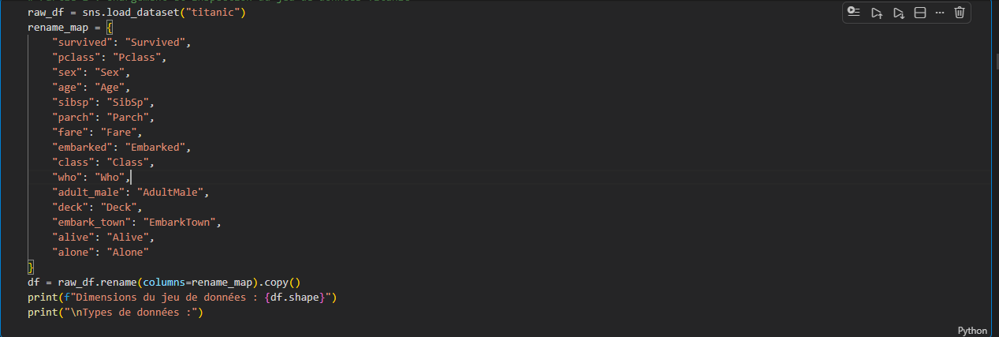 raw_df = sns.load_dataset("titanic")
rename_map = {
"survived": "Survived",
"pclass": "Pclass",
"sex": "Sex",
"age": "Age",
"sibsp": "SibSp",
"parch": "Parch",
"fare": "Fare",
"embarked": "Embarked",
"class": "Class",
"who": "Who",
"adult_male": "AdultMale",
"deck": "Deck",
"embark_town": "EmbarkTown",
"alive": "Alive",
"alone": "Alone"
}
df = raw_df.rename(columns=rename_map).copy()
print(f"Dimensions du jeu de données : {df.shape}")
print("\nTypes de données :")
Python